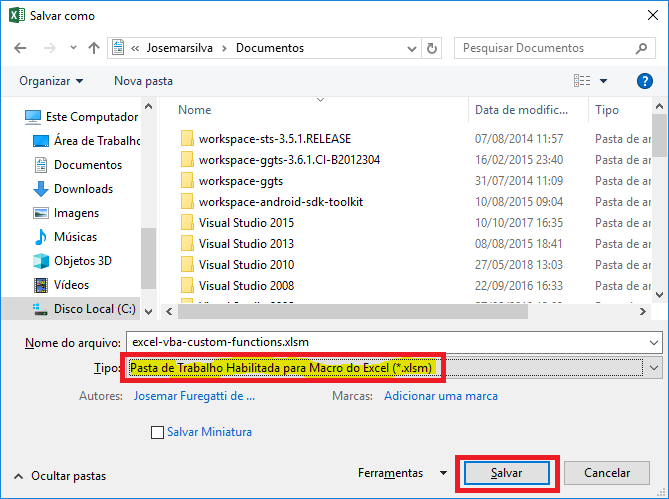 Salvar como
« Josemarsilva > Documentos
Pesquisar Documentos
Organizar
Nova pasta
Este Computador
Área de Trabalho
Documentos
Downloads
Imagens
Músicas
Objetos 3D
Vídeos
Disco Local (C:)
Nome Data de modific... Tipo
workspace-sts-3.5.1.RELEASE 07/08/2014 11:57 Pasta de ar
workspace-ggts-3.6.1.CI-B2012304 16/02/2015 23:40 Pasta de ar
workspace-ggts 31/07/2014 11:09 Pasta de ar
workspace-android-sdk-toolkit 10/08/2015 09:04 Pasta de ar
Visual Studio 2015 10/10/2017 16:35 Pasta de ar
Visual Studio 2013 08/08/2015 18:41 Pasta de ar
Visual Studio 2010 27/05/2018 13:03 Pasta de ar
Visual Studio 2008 22/09/2016 16:34 Pasta de ar
Nome do arquivo: excel-vba-custom-functions.xlsm
Tipo: Pasta de Trabalho Habilitada para Macro do Excel (*.xlsm)
Autores: Josemar Furegatti de ... Marcas: Adicionar uma marca
Salvar Miniatura
Ocultar pastas
Ferramentas
Salvar
Cancelar